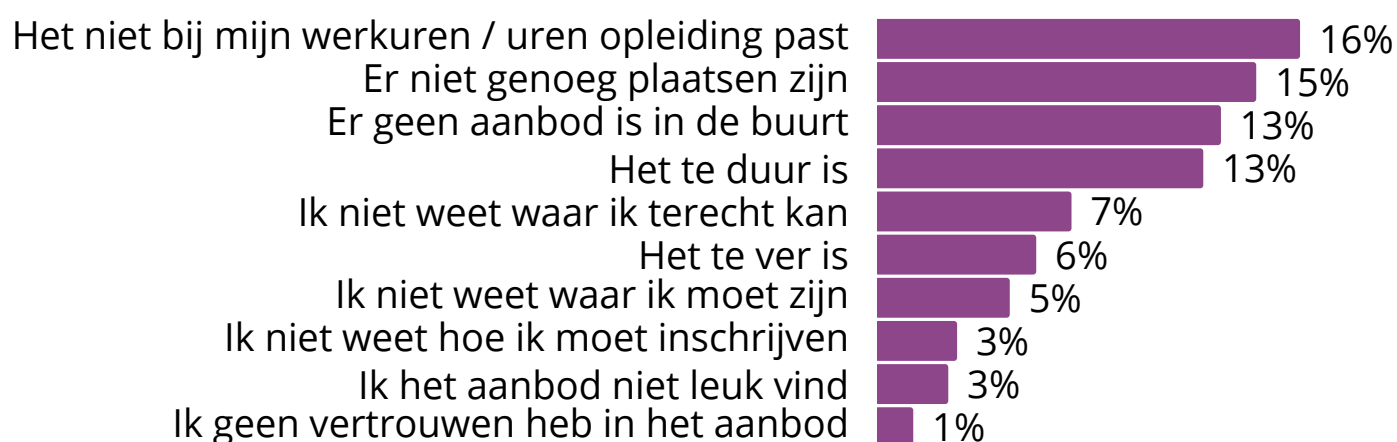 Het niet bij mijn werkuren / uren opleiding past 16%
Er niet genoeg plaatsen zijn 15%
Er geen aanbod is in de buurt 13%
Het te duur is 13%
Ik niet weet waar ik terecht kan 7%
Het te ver is 6%
Ik niet weet waar ik moet zijn 5%
Ik niet weet hoe ik moet inschrijven 3%
Ik het aanbod niet leuk vind 3%
Ik geen vertrouwen heb in het aanbod 1%